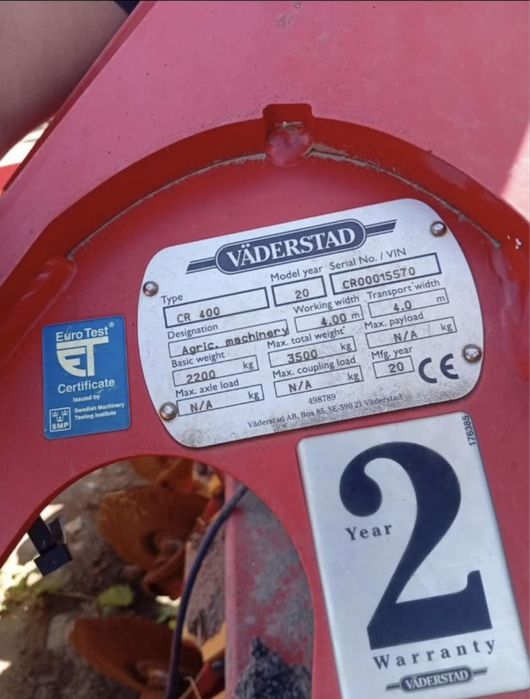 VÄDERSTAD
Type
Model year
Serial No. / VIN
CR 400
20
CR00015570
Designation
Working width
Transport width
Agric. machinery
4.00 m
4.0 m
Basic weight
Max. total weight
Max. payload
2200 kg
3500 kg
N/A kg
Max. axle load
Max. coupling load
Mfg. year
N/A kg
N/A kg
20
CE
498789
Väderstad AB, Box 85, SE-590 21 Väderstad
EuroTest®
ET
Certificate
issued by
SMP
Swedish Machinery
Testing Institute
176385
2
Year
Warranty
VÄDERSTAD